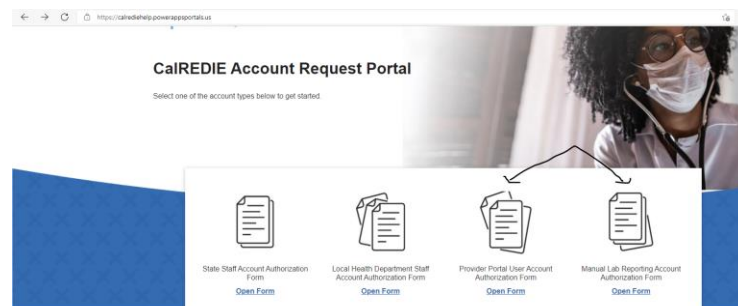 https://calrediehelp.powerappsportals.us
CalREDIE Account Request Portal
Select one of the account types below to get started.
State Staff Account Authorization
Form
Open Form
Local Health Department Staff
Account Authorization Form
Open Form
Provider Portal User Account
Authorization Form
Open Form
Manual Lab Reporting Account
Authorization Form
Open Form